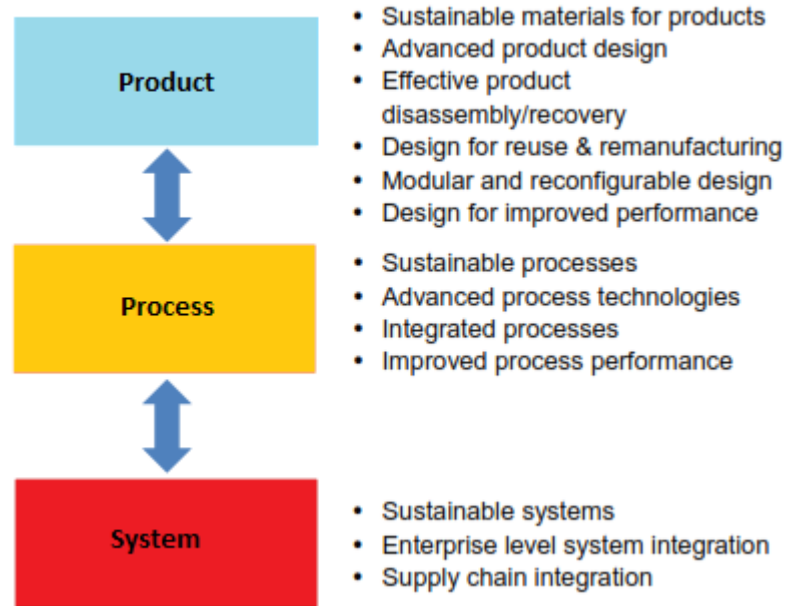 Product
• Sustainable materials for products
• Advanced product design
• Effective product
disassembly/recovery
• Design for reuse & remanufacturing
• Modular and reconfigurable design
• Design for improved performance
Process
• Sustainable processes
• Advanced process technologies
• Integrated processes
• Improved process performance
System
• Sustainable systems
• Enterprise level system integration
• Supply chain integration